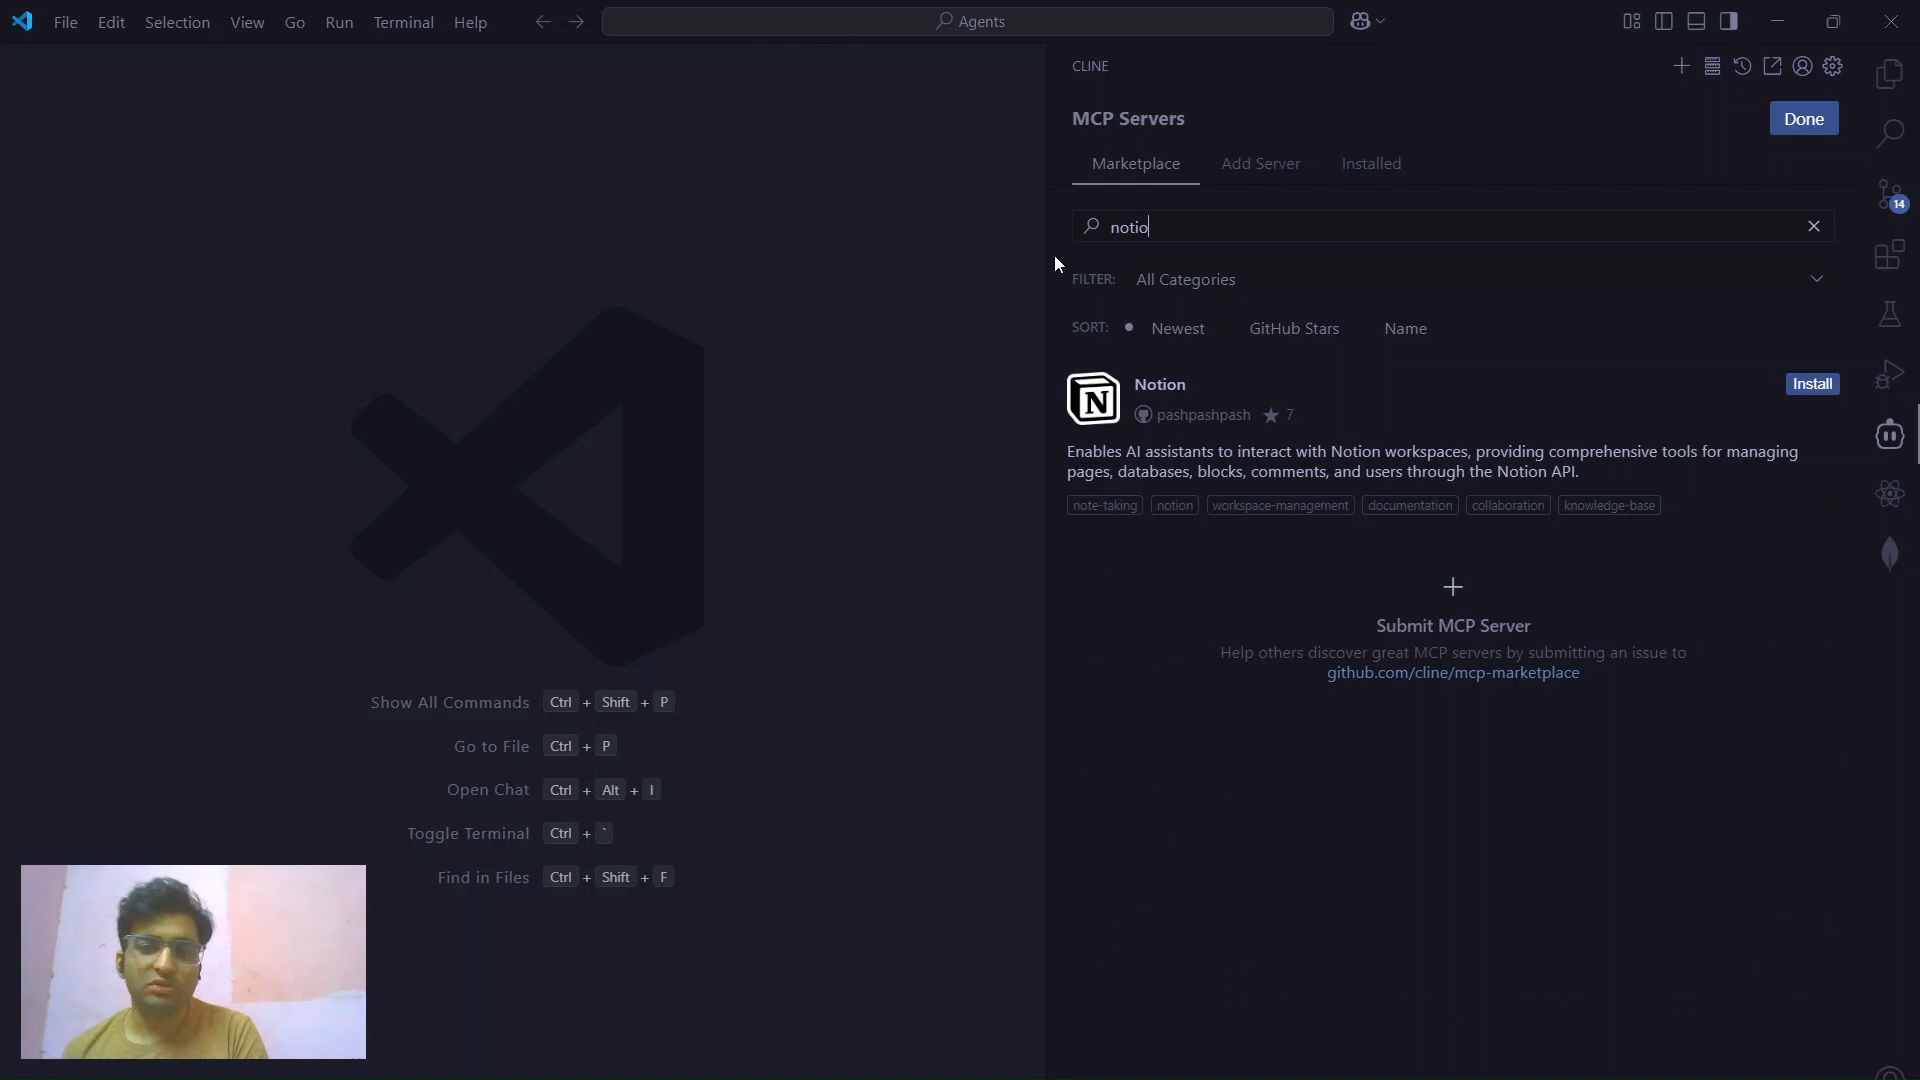 File Edit Selection View Go Run Terminal Help
Agents
CLINE
MCP Servers
Done
Marketplace Add Server Installed
14
notio
FILTER: All Categories
SORT: Newest GitHub Stars Name
N
Notion
Install
pashpashpash 7
Enables AI assistants to interact with Notion workspaces, providing comprehensive tools for managing
pages, databases, blocks, comments, and users through the Notion API.
note-taking notion workspace-management documentation collaboration knowledge-base
Submit MCP Server
Help others discover great MCP servers by submitting an issue to
github.com/cline/mcp-marketplace
Show All Commands Ctrl + Shift + P
Go to File Ctrl + P
Open Chat Ctrl + Alt + I
Toggle Terminal Ctrl + `
Find in Files Ctrl + Shift + F